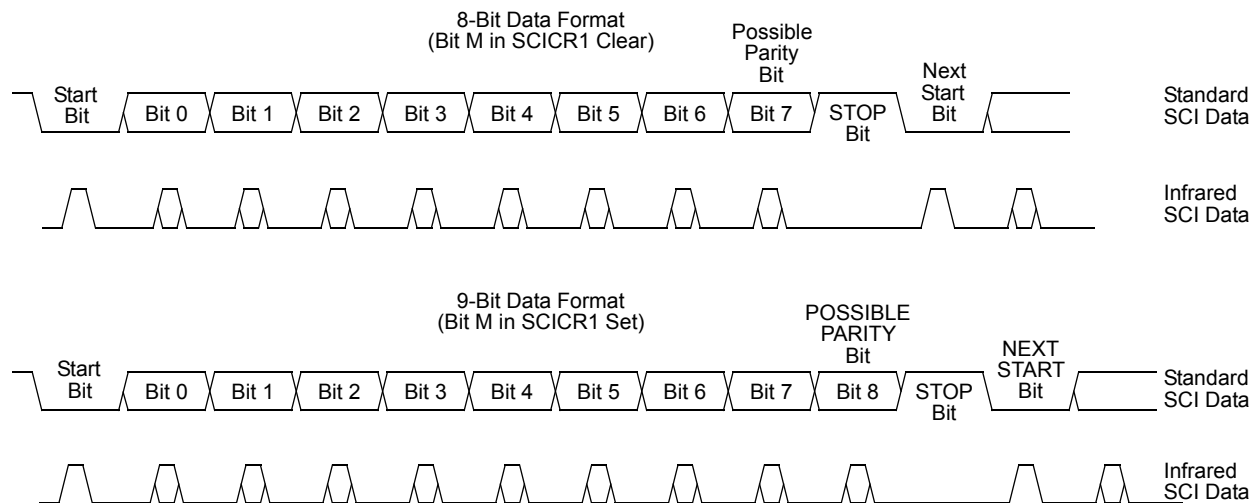 8-Bit Data Format
(Bit M in SCICR1 Clear)
Possible
Parity
Bit
Start
Bit
Bit 0
Bit 1
Bit 2
Bit 3
Bit 4
Bit 5
Bit 6
Bit 7
STOP
Bit
Next
Start
Bit
Standard
SCI Data
Infrared
SCI Data
9-Bit Data Format
(Bit M in SCICR1 Set)
POSSIBLE
PARITY
Bit
Start
Bit
Bit 0
Bit 1
Bit 2
Bit 3
Bit 4
Bit 5
Bit 6
Bit 7
Bit 8
STOP
Bit
NEXT
START
Bit
Standard
SCI Data
Infrared
SCI Data